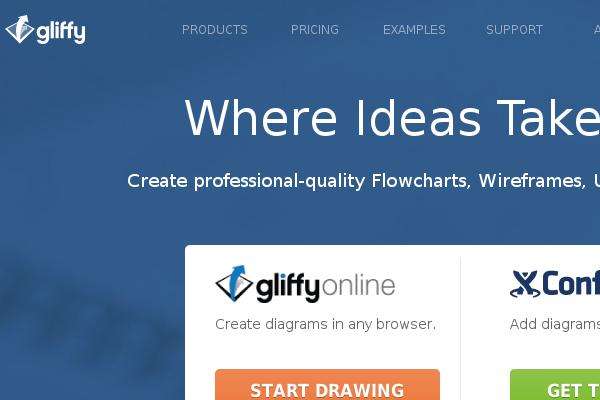 gliffy PRODUCTS PRICING EXAMPLES SUPPORT
Where Ideas Take
Create professional-quality Flowcharts, Wireframes,
gliffyonline
Create diagrams in any browser. Add diagrams
START DRAWING GET